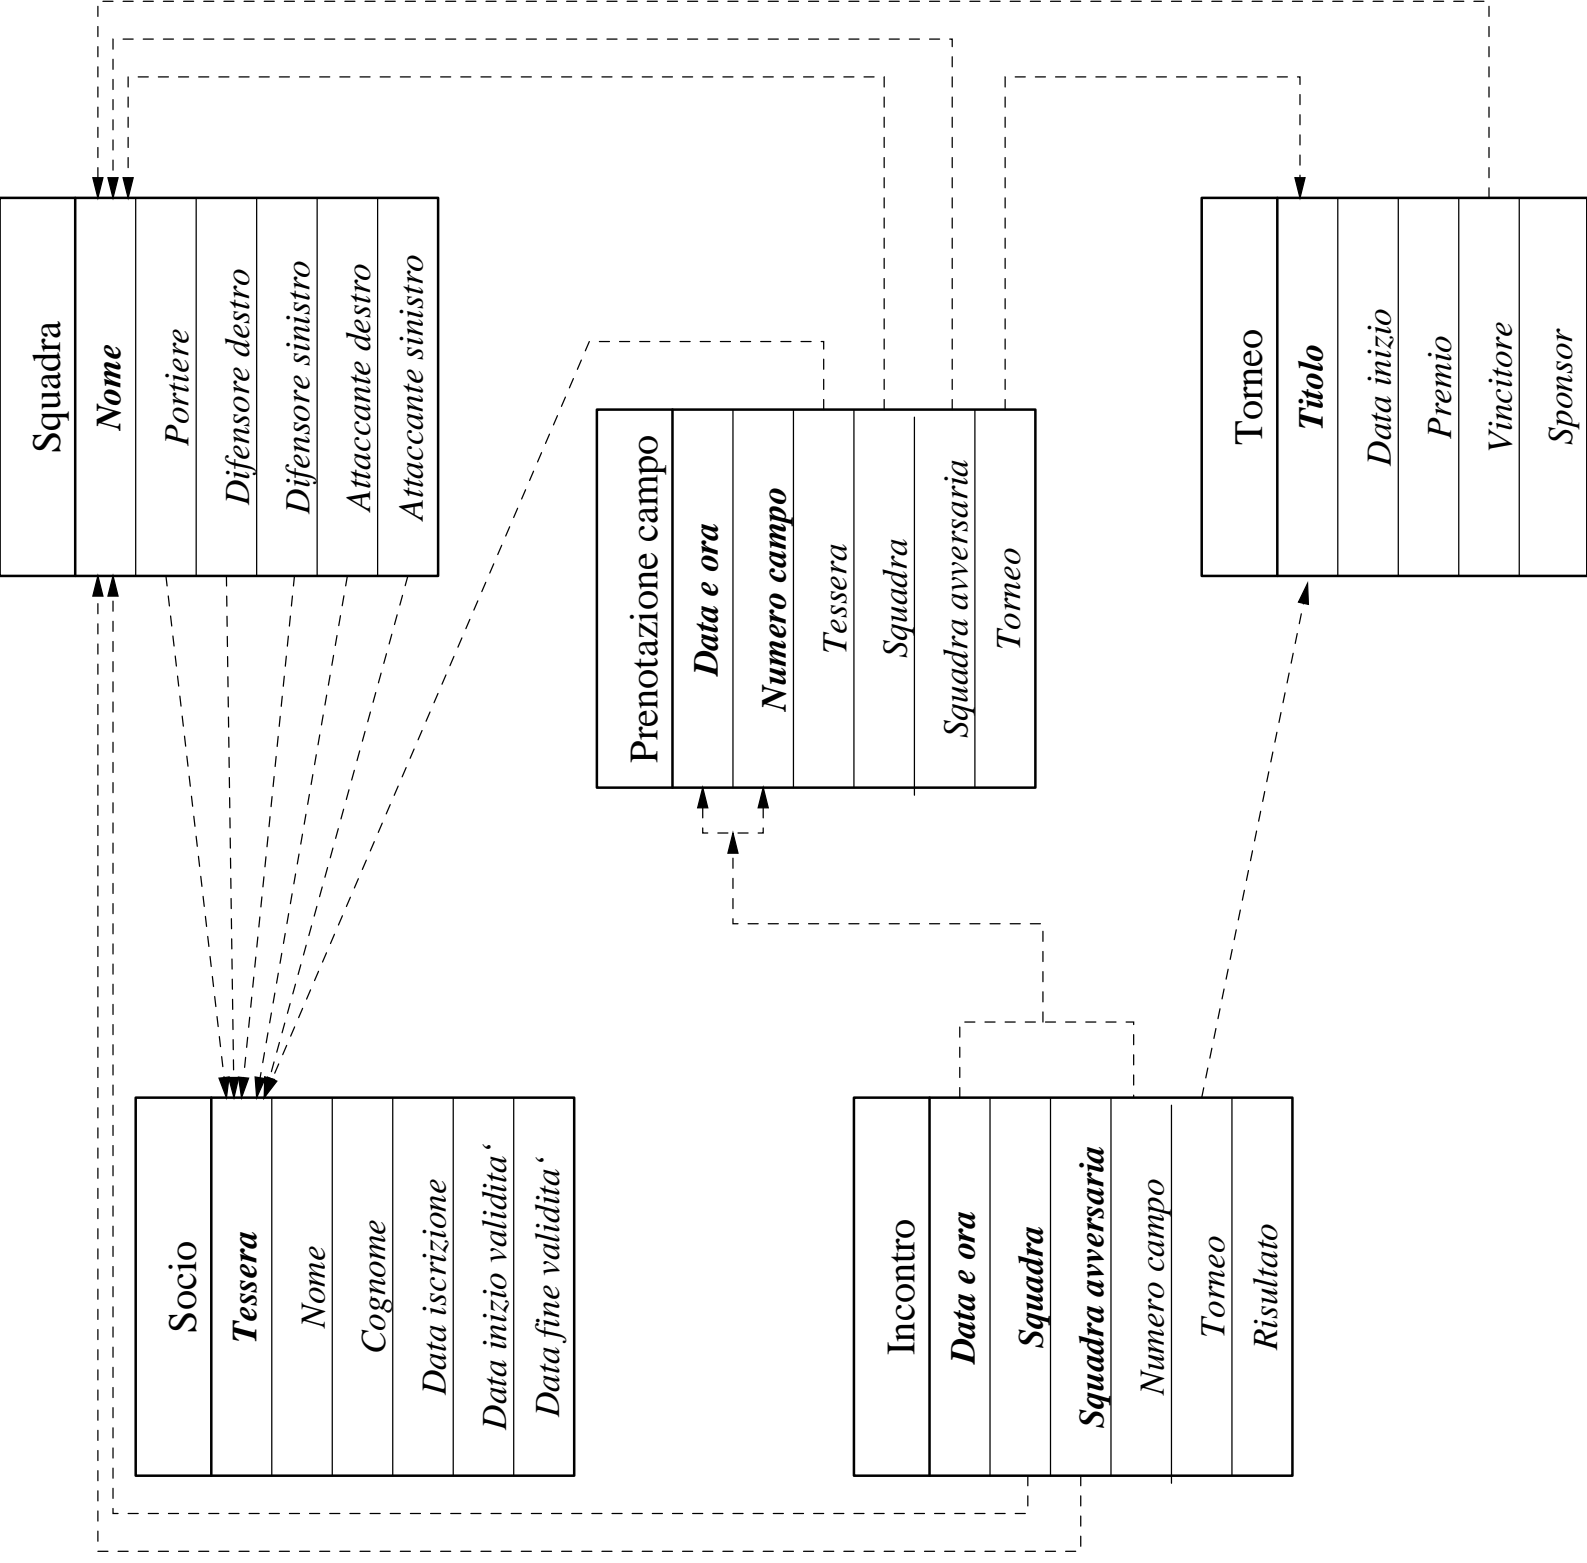 Socio
Tessera
Nome
Cognome
Data iscrizione
Data inizio validita‘
Data fine validita‘
Squadra
Nome
Portiere
Difensore destro
Difensore sinistro
Attaccante destro
Attaccante sinistro
Prenotazione campo
Data e ora
Numero campo
Tessera
Squadra
Squadra avversaria
Torneo
Incontro
Data e ora
Squadra
Squadra avversaria
Numero campo
Torneo
Risultato
Torneo
Titolo
Data inizio
Premio
Vincitore
Sponsor